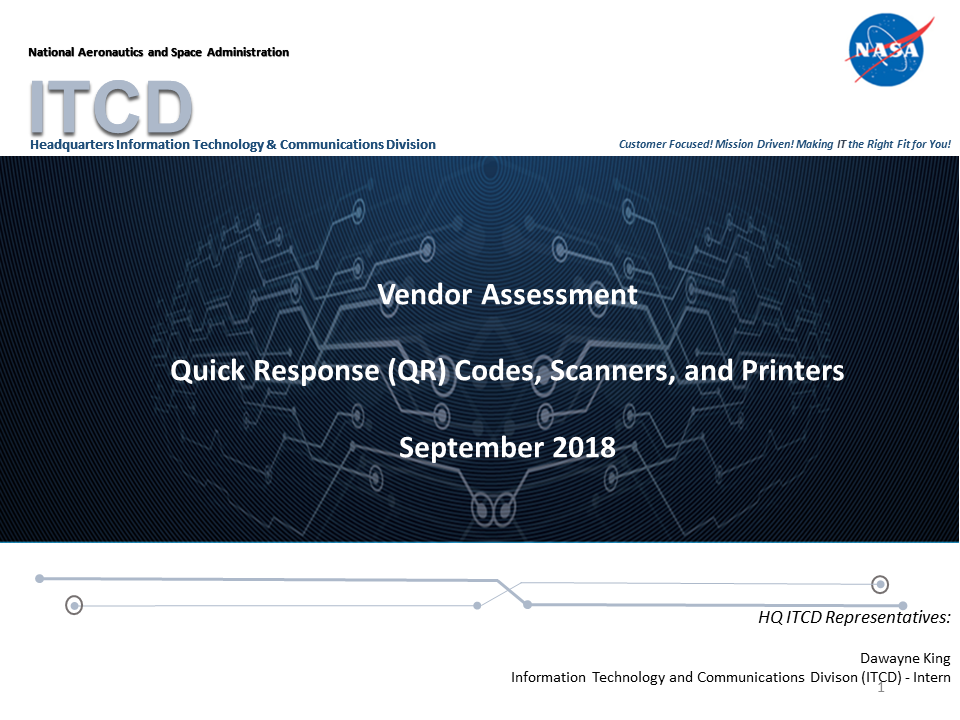 National Aeronautics and Space Administration
NASA
ITCD
Headquarters Information Technology & Communications Division
Customer Focused! Mission Driven! Making IT the Right Fit for You!
Vendor Assessment
Quick Response (QR) Codes, Scanners, and Printers
September 2018
HQ ITCD Representatives:
Dawayne King
Information Technology and Communications Divison (ITCD) - Intern
1